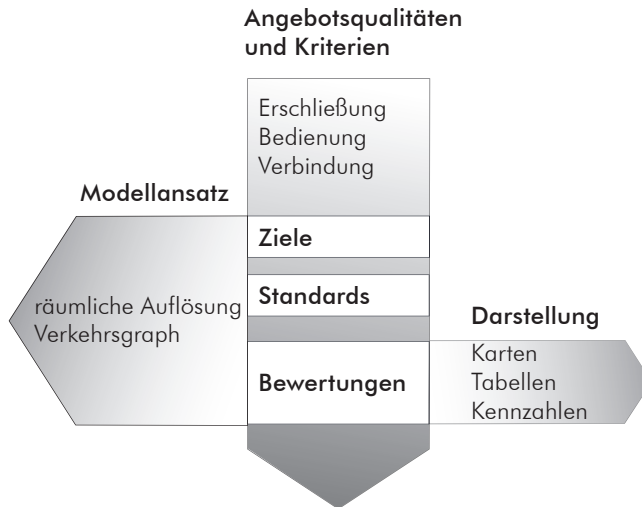 Angebotsqualitäten
und Kriterien
Erschließung
Bedienung
Verbindung
Modellansatz
räumliche Auflösung
Verkehrsgraph
Ziele
Standards
Bewertungen
Darstellung
Karten
Tabellen
Kennzahlen